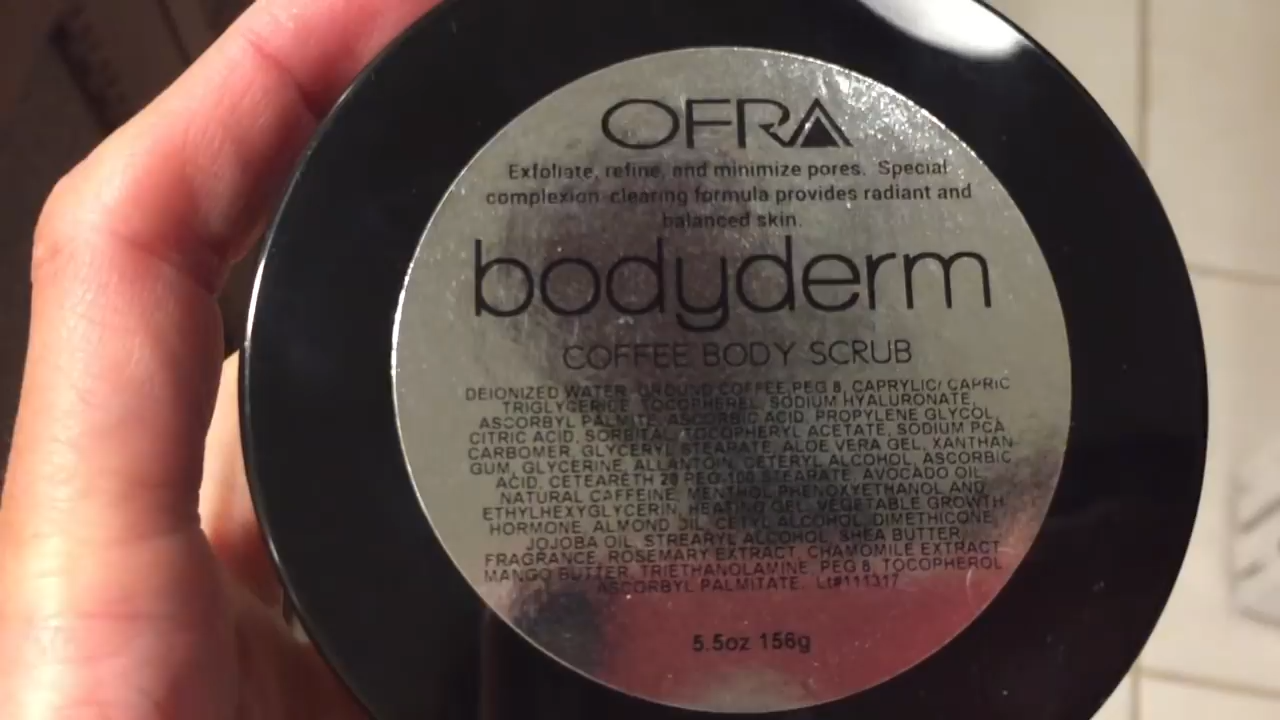 OFRA
Exfoliate, refine, and minimize pores. Special
complexion-clearing formula provides radiant and
balanced skin.
bodyderm
COFFEE BODY SCRUB
DEIONIZED WATER, GROUND COFFEE, PEG 8, CAPRYLIC/ CAPRIC
TRIGLYCERIDE, TOCOPHEREL, SODIUM HYALURONATE,
ASCORBYL PALMITE, ASCORBIC ACID, PROPYLENE GLYCOL,
CITRIC ACID, SORBITAL, TOCOPHERYL ACETATE, SODIUM PCA
CARBOMER, GLYCERYL STEARATE, ALOE VERA GEL, XANTHAN
GUM, GLYCERINE, ALLANTOIN, CETERYL ALCOHOL, ASCORBIC
ACID, CETEARETH 20 PEG-100 STEARATE, AVOCADO OIL,
NATURAL CAFFEINE, MENTHOL, PHENOXYETHANOL AND
ETHYLHEXYGLYCERIN, HEATING GEL, VEGETABLE GROWTH
HORMONE, ALMOND OIL, CETYL ALCOHOL, DIMETHICONE,
JOJOBA OIL, STREARYL ALCOHOL, SHEA BUTTER,
FRAGRANCE, ROSEMARY EXTRACT, CHAMOMILE EXTRACT
MANGO BUTTER, TRIETHANOLAMINE, PEG 8, TOCOPHEROL
ASCORBYL PALMITATE. Lt#111317
5.5oz 156g